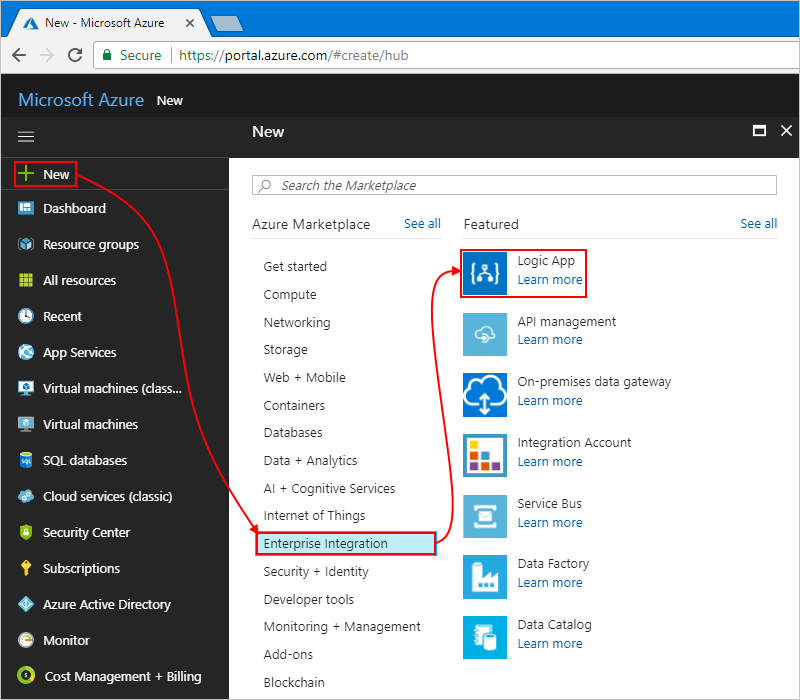 New - Microsoft Azure
Secure https://portal.azure.com/#create/hub
Microsoft Azure New
New
New
Dashboard
Resource groups
All resources
Recent
App Services
Virtual machines (class...
Virtual machines
SQL databases
Cloud services (classic)
Security Center
Subscriptions
Azure Active Directory
Monitor
Cost Management + Billing
Search the Marketplace
Azure Marketplace See all
Get started
Compute
Networking
Storage
Web + Mobile
Containers
Databases
Data + Analytics
AI + Cognitive Services
Internet of Things
Enterprise Integration
Security + Identity
Developer tools
Monitoring + Management
Add-ons
Blockchain
Featured See all
Logic App
Learn more
API management
Learn more
On-premises data gateway
Learn more
Integration Account
Learn more
Service Bus
Learn more
Data Factory
Learn more
Data Catalog
Learn more